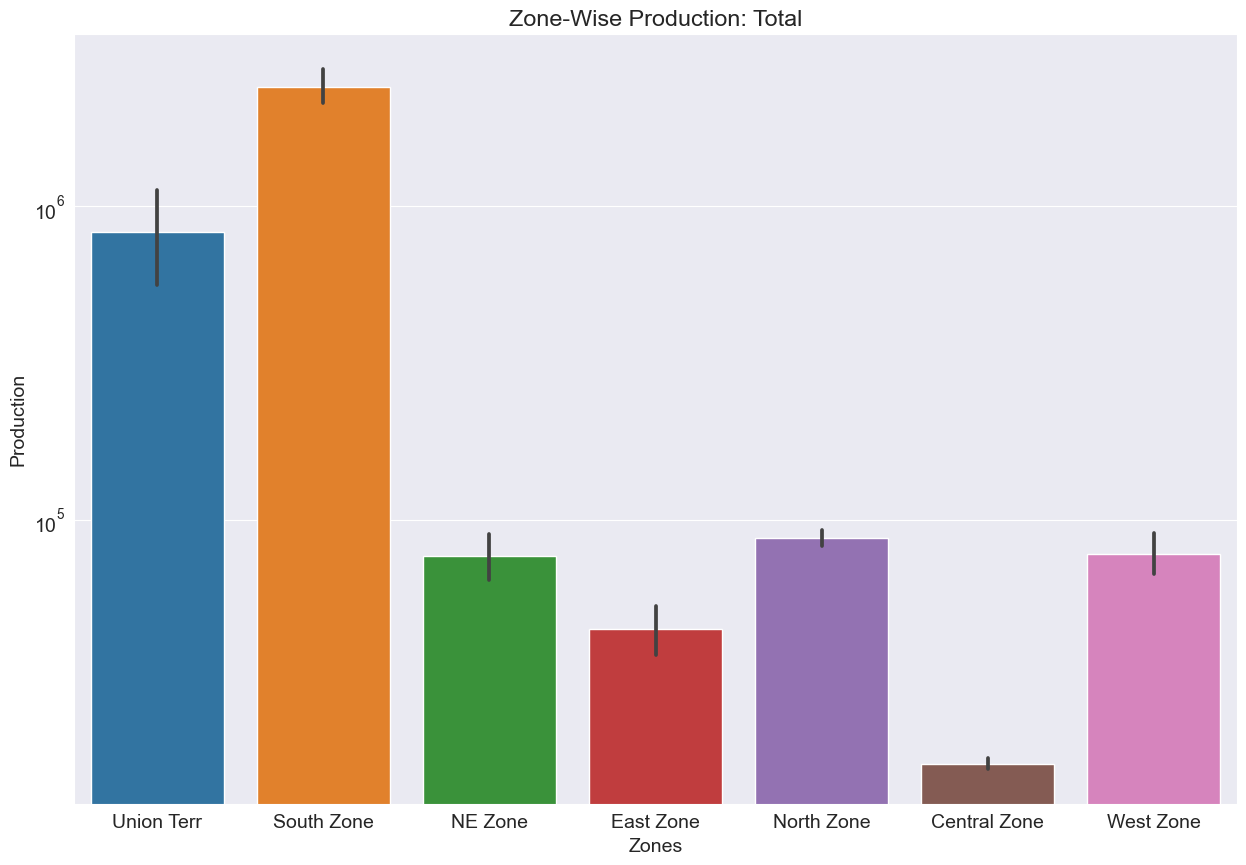 Zone-Wise Production: Total
Production
10^6
10^5
Union Terr South Zone NE Zone East Zone North Zone Central Zone West Zone
Zones